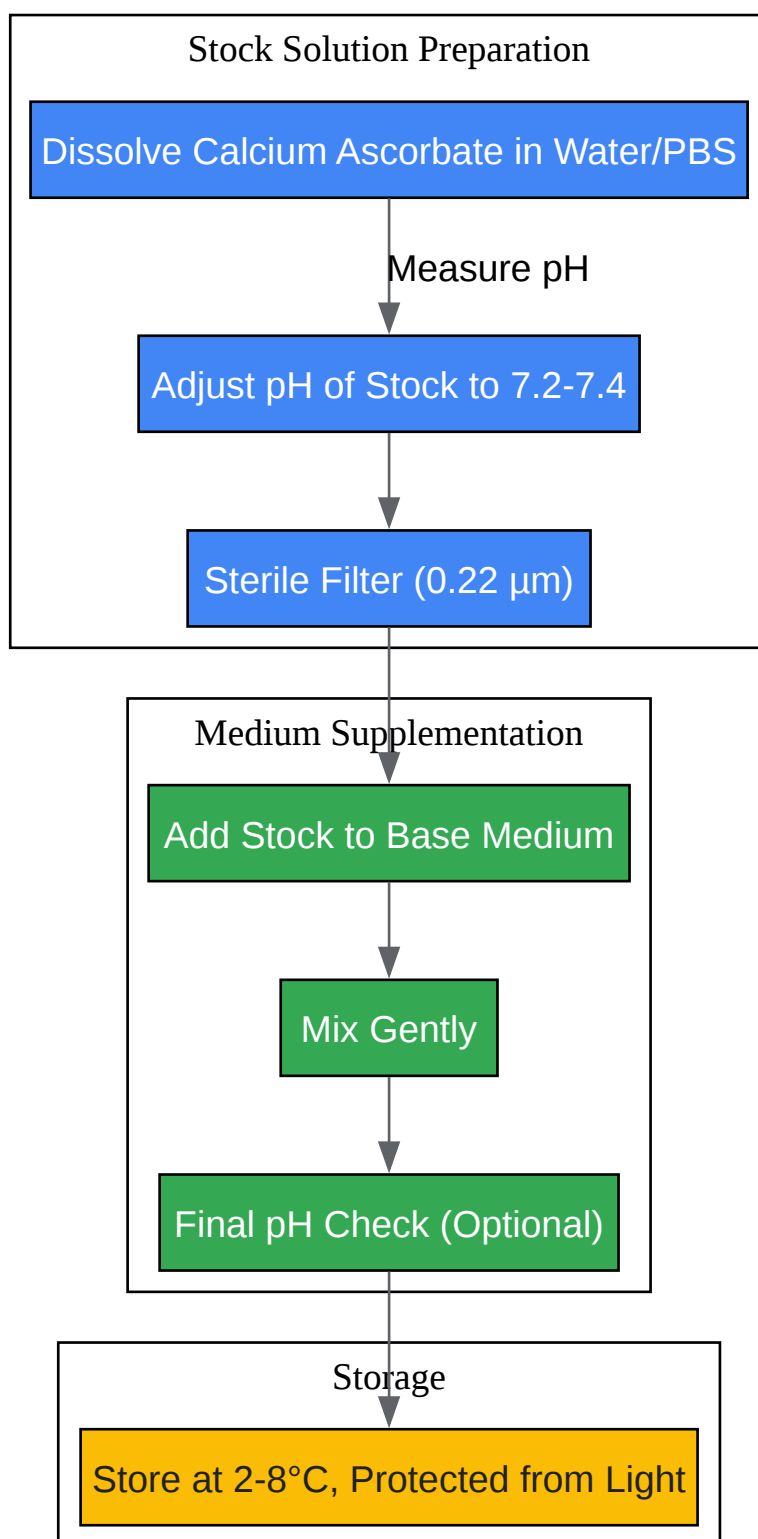 Stock Solution Preparation
Dissolve Calcium Ascorbate in Water/PBS
Measure pH
Adjust pH of Stock to 7.2-7.4
Sterile Filter (0.22 µm)
Medium Supplementation
Add Stock to Base Medium
Mix Gently
Final pH Check (Optional)
Storage
Store at 2-8°C, Protected from Light